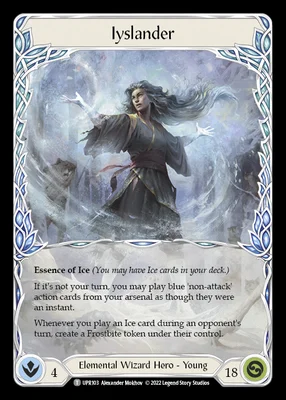 Iyslander
Essence of Ice (You may have Ice cards in your deck.)
If it's not your turn, you may play blue 'non-attack'
action cards from your arsenal as though they were
an instant.
Whenever you play an Ice card during an opponent's
turn, create a Frostbite token under their control.
4
Elemental Wizard Hero - Young
18
T UPR103 Alexander Mokhov © 2022 Legend Story Studios